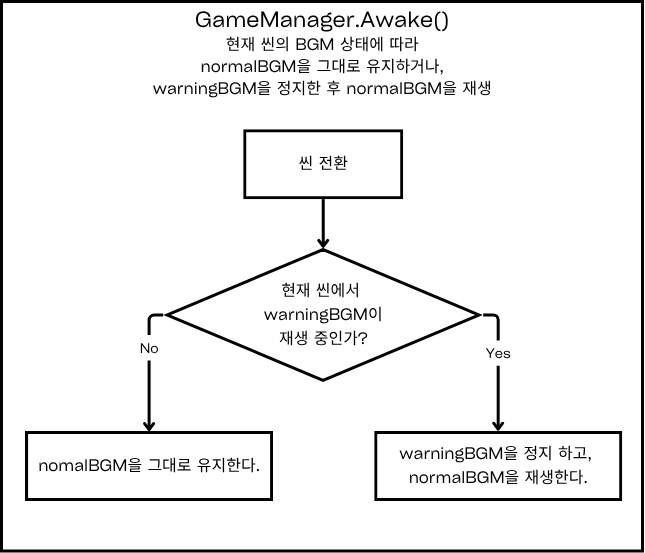 GameManager.Awake()
현재 씬의 BGM 상태에 따라
normalBGM을 그대로 유지하거나,
warningBGM을 정지한 후 normalBGM을 재생
씬 전환
현재 씬에서
warningBGM이
재생 중인가?
No
Yes
nomalBGM을 그대로 유지한다.
warningBGM을 정지 하고,
normalBGM을 재생한다.